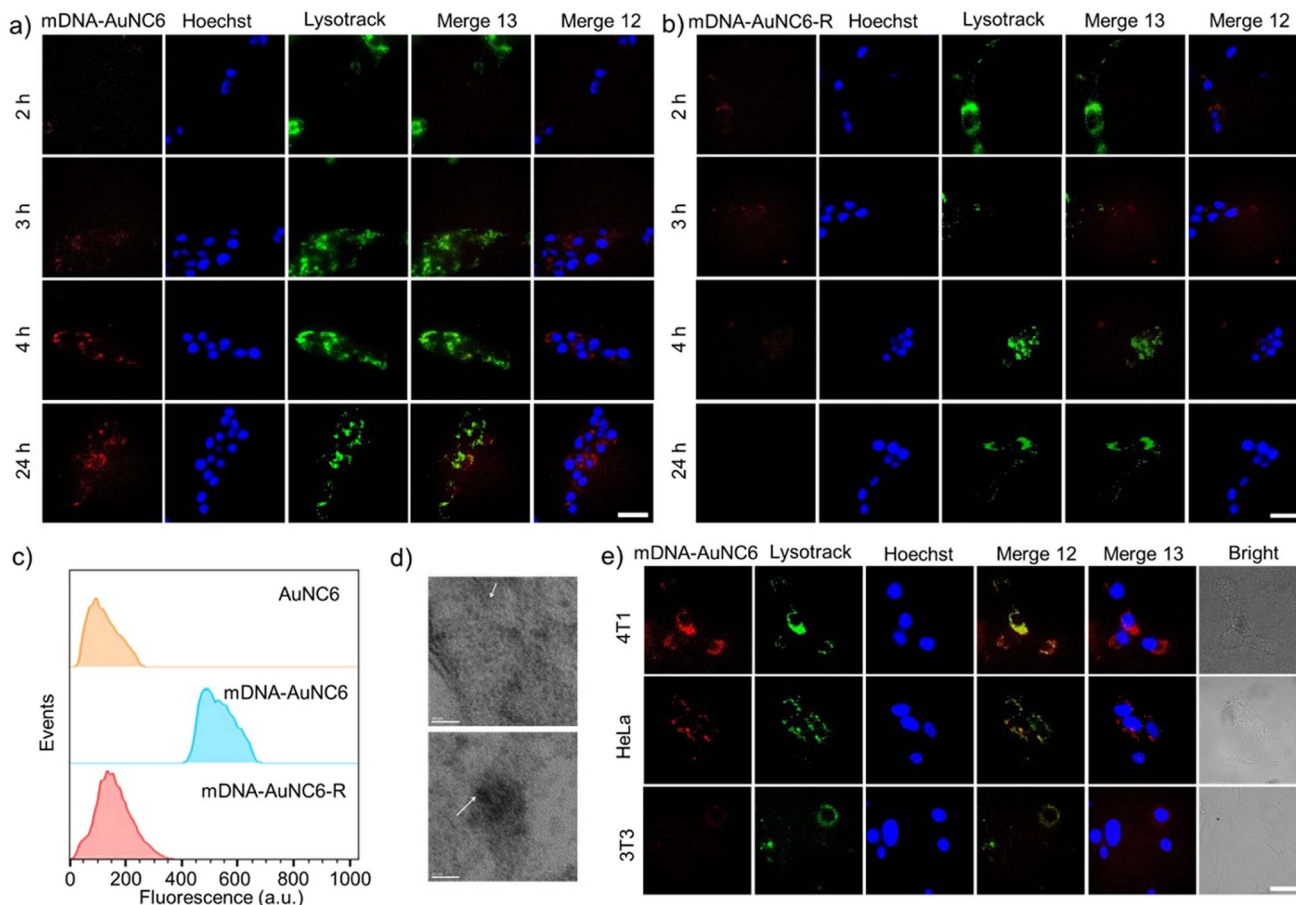 a) mDNA-AuNC6 Hoechst Lysotrack Merge 13 Merge 12
2 h
3 h
4 h
24 h
b) mDNA-AuNC6-R Hoechst Lysotrack Merge 13 Merge 12
2 h
3 h
4 h
24 h
c)
AuNC6
mDNA-AuNC6
mDNA-AuNC6-R
Events
0 200 400 600 800 1000
Fluorescence (a.u.)
d)
e) mDNA-AuNC6 Lysotrack Hoechst Merge 12 Merge 13 Bright
4T1
HeLa
3T3